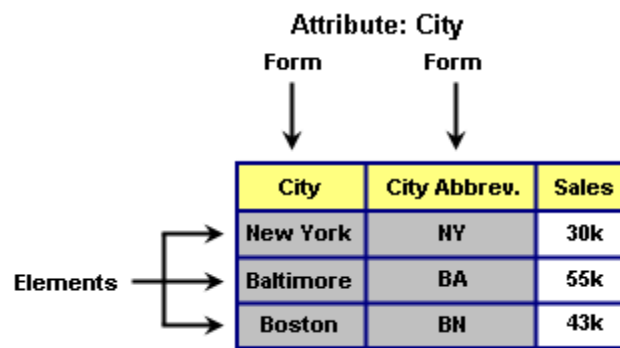 Attribute: City
Form Form
City City Abbrev. Sales
New York NY 30k
Elements Baltimore BA 55k
Boston BN 43k